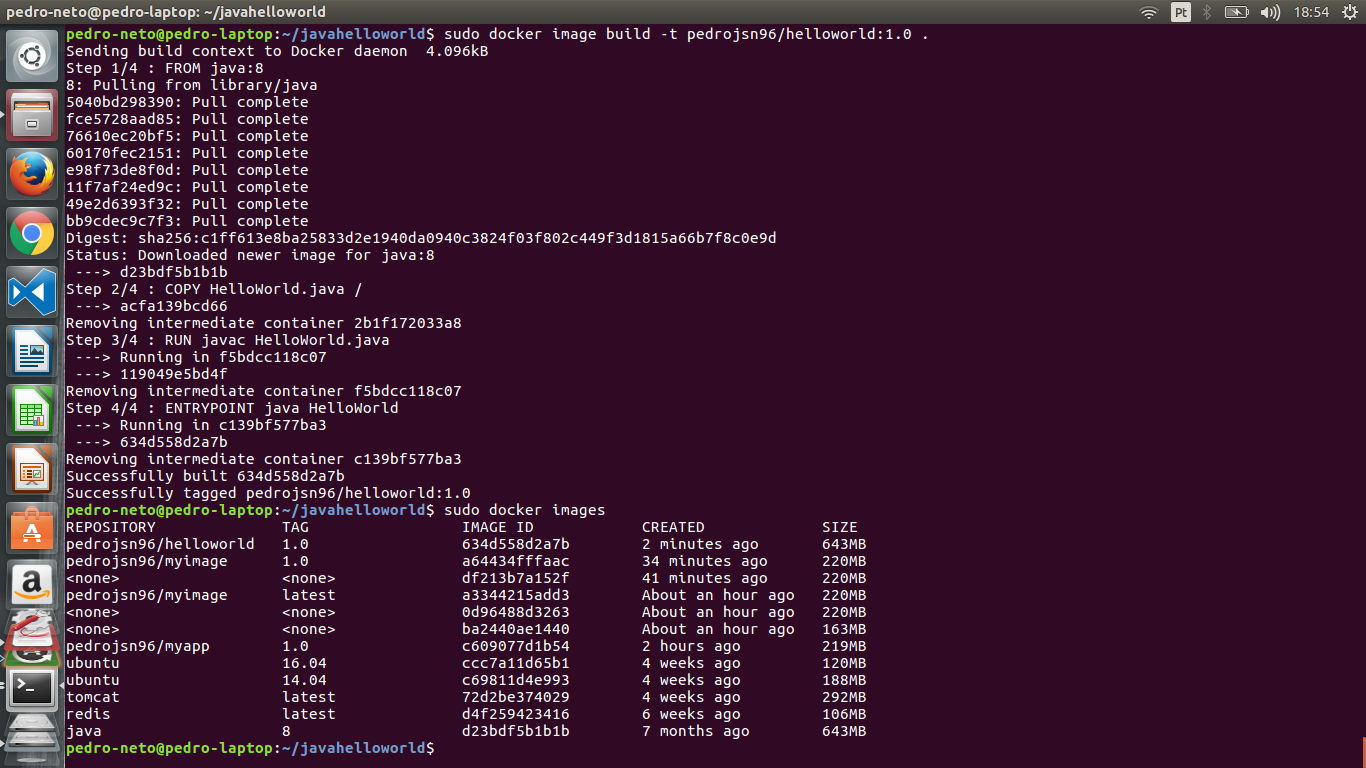 pedro-neto@pedro-laptop: ~/javahelloworld
Pt
18:54
pedro-neto@pedro-laptop:~/javahelloworld$ sudo docker image build -t pedrojsn96/helloworld:1.0 .
Sending build context to Docker daemon  4.096kB
Step 1/4 : FROM java:8
8: Pulling from library/java
5040bd298390: Pull complete
fce5728aad85: Pull complete
76610ec20bf5: Pull complete
60170fec2151: Pull complete
e98f73de8f0d: Pull complete
11f7af24ed9c: Pull complete
49e2d6393f32: Pull complete
bb9cdec9c7f3: Pull complete
Digest: sha256:c1ff613e8ba25833d2e1940da0940c3824f03f802c449f3d1815a66b7f8c0e9d
Status: Downloaded newer image for java:8
 ---> d23bdf5b1b1b
Step 2/4 : COPY HelloWorld.java /
 ---> acfa139bcd66
Removing intermediate container 2b1f172033a8
Step 3/4 : RUN javac HelloWorld.java
 ---> Running in f5bdcc118c07
 ---> 119049e5bd4f
Removing intermediate container f5bdcc118c07
Step 4/4 : ENTRYPOINT java HelloWorld
 ---> Running in c139bf577ba3
 ---> 634d558d2a7b
Removing intermediate container c139bf577ba3
Successfully built 634d558d2a7b
Successfully tagged pedrojsn96/helloworld:1.0
pedro-neto@pedro-laptop:~/javahelloworld$ sudo docker images
REPOSITORY              TAG                 IMAGE ID            CREATED             SIZE
pedrojsn96/helloworld   1.0                 634d558d2a7b        2 minutes ago       643MB
pedrojsn96/myimage      1.0                 a64434fffaac        34 minutes ago      220MB
<none>                  <none>              df213b7a152f        41 minutes ago      220MB
pedrojsn96/myimage      latest              a3344215add3        About an hour ago   220MB
<none>                  <none>              0d96488d3263        About an hour ago   220MB
<none>                  <none>              ba2440ae1440        About an hour ago   163MB
pedrojsn96/myapp        1.0                 c609077d1b54        2 hours ago         219MB
ubuntu                  16.04               ccc7a11d65b1        4 weeks ago         120MB
ubuntu                  14.04               c69811d4e993        4 weeks ago         188MB
tomcat                  latest              72d2be374029        4 weeks ago         292MB
redis                   latest              d4f259423416        6 weeks ago         106MB
java                    8                   d23bdf5b1b1b        7 months ago        643MB
pedro-neto@pedro-laptop:~/javahelloworld$